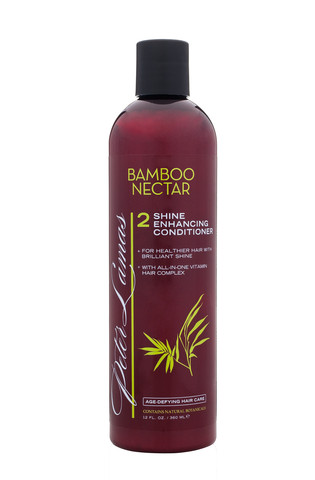 BAMBOO
NECTAR
2 SHINE
ENHANCING
CONDITIONER
• FOR HEALTHIER HAIR WITH
BRILLIANT SHINE
• WITH ALL-IN-ONE VITAMIN
HAIR COMPLEX
Peter Lamas
AGE-DEFYING HAIR CARE
CONTAINS NATURAL BOTANICALS
12 FL. OZ. / 360 ML ℮